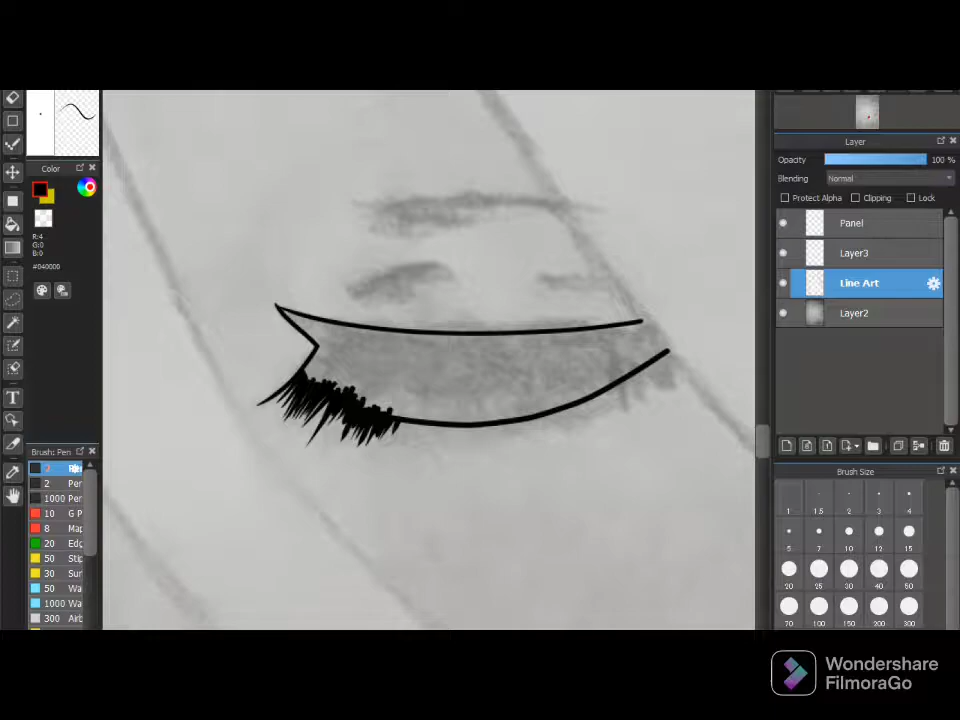 Layer
Opacity 100 %
Blending Normal
Protect Alpha Clipping Lock
Panel
Layer3
Line Art
Layer2
Color
R:4
G:0
B:0
#040000
T
Brush: Pen
2 Pen
1000 Pen
10 G P
8 Map
20 Edg
50 Stip
30 Sur
50 Wa
1000 Wa
300 Airb
Brush Size
1 1.5 2 3 4
5 7 10 12 15
20 25 30 40 50
70 100 150 200 300
Wondershare
FilmoraGo